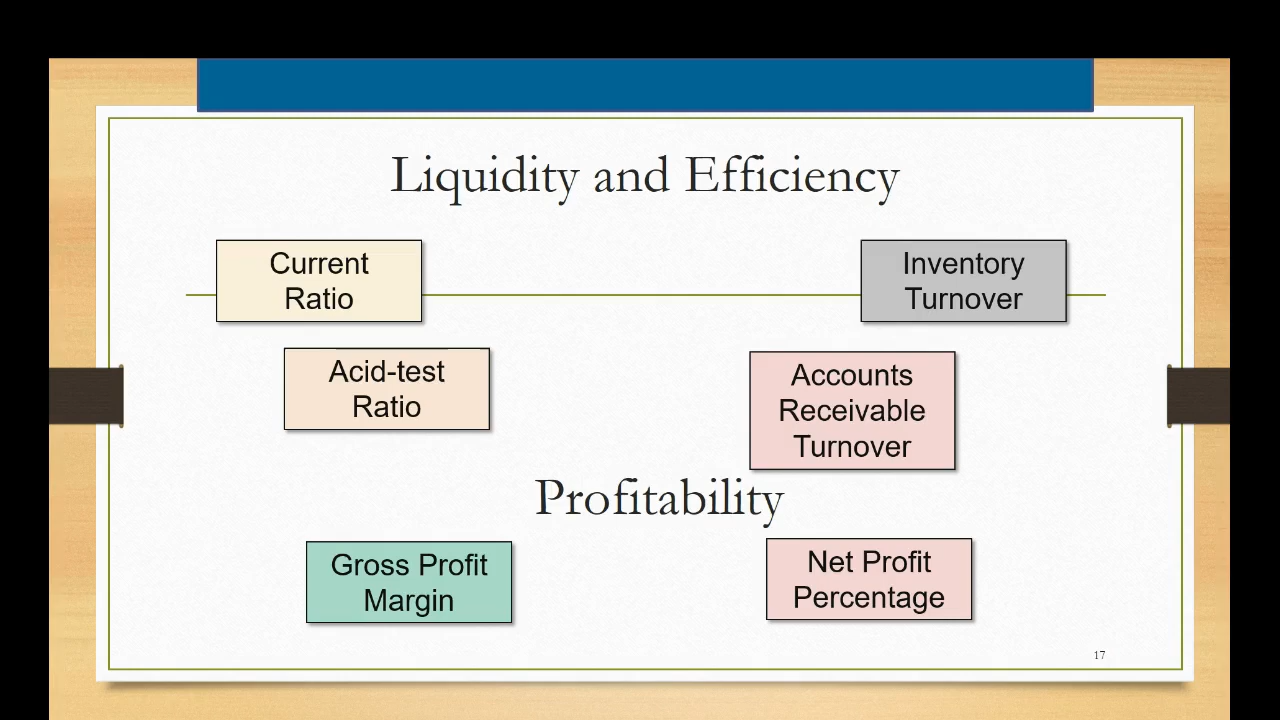 Liquidity and Efficiency
Current
Ratio
Inventory
Turnover
Acid-test
Ratio
Accounts
Receivable
Turnover
Profitability
Gross Profit
Margin
Net Profit
Percentage
17